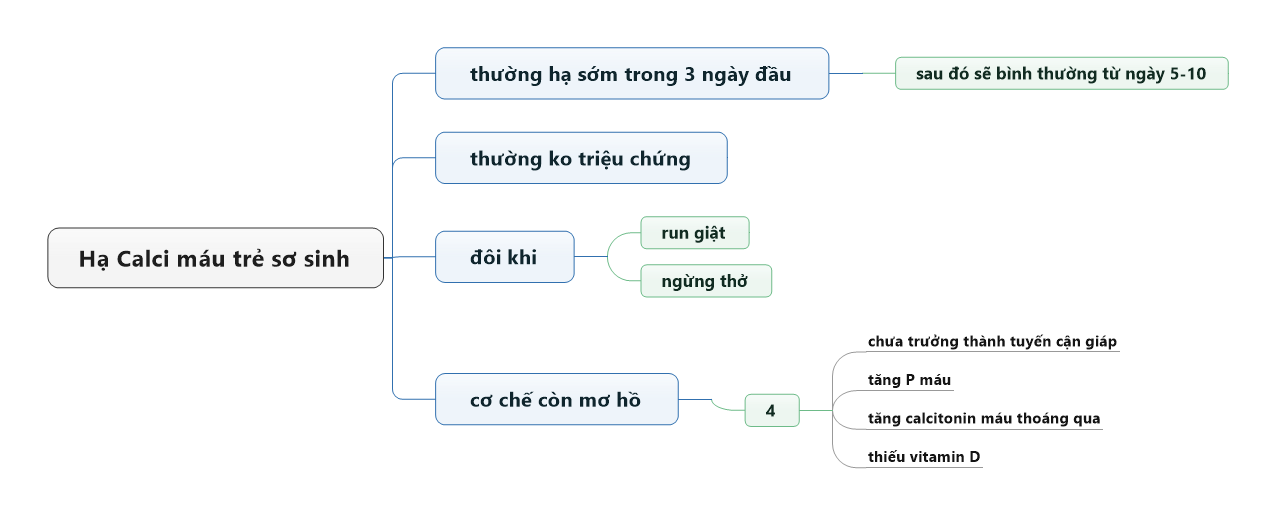 thường hạ sớm trong 3 ngày đầu
sau đó sẽ bình thường từ ngày 5-10
thường ko triệu chứng
Hạ Calci máu trẻ sơ sinh
đôi khi
run giật
ngừng thở
cơ chế còn mơ hồ
4
chưa trưởng thành tuyến cận giáp
tăng P máu
tăng calcitonin máu thoáng qua
thiếu vitamin D